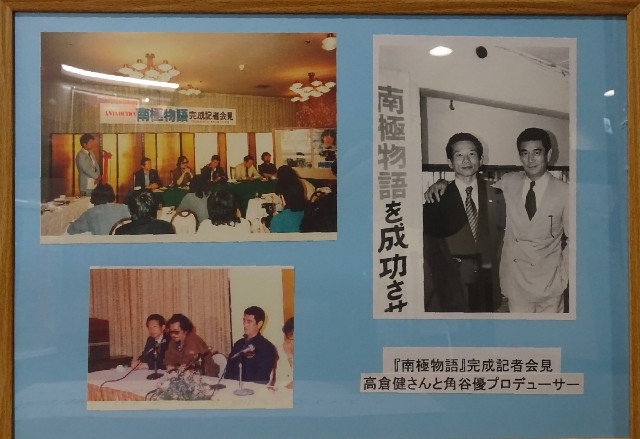 南極物語 完成記者会見
南極物語を成功させ
『南極物語』完成記者会見
高倉健さんと角谷優プロデューサー